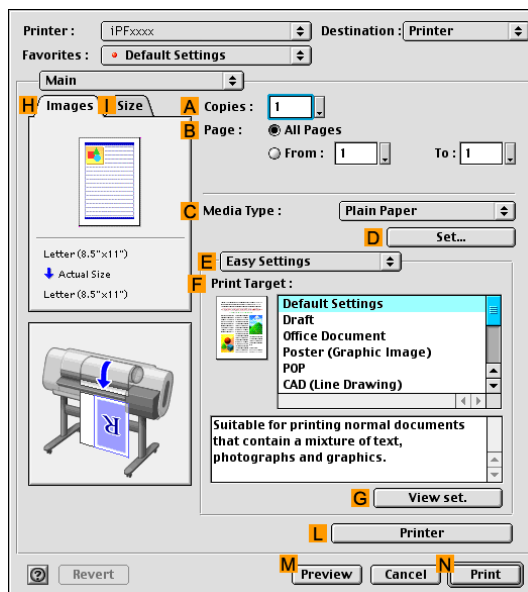 Printer : iPFxxxx Destination : Printer
Favorites : Default Settings
Main
H Images I Size
A Copies : 1
B Page : All Pages
From : 1 To : 1
C Media Type : Plain Paper
D Set...
Letter (8.5"x11")
Actual Size
Letter (8.5"x11")
E Easy Settings
F Print Target :
Default Settings
Draft
Office Document
Poster (Graphic Image)
POP
CAD (Line Drawing)
R
Suitable for printing normal documents
that contain a mixture of text,
photographs and graphics.
G View set.
L Printer
? Revert M Preview Cancel N Print